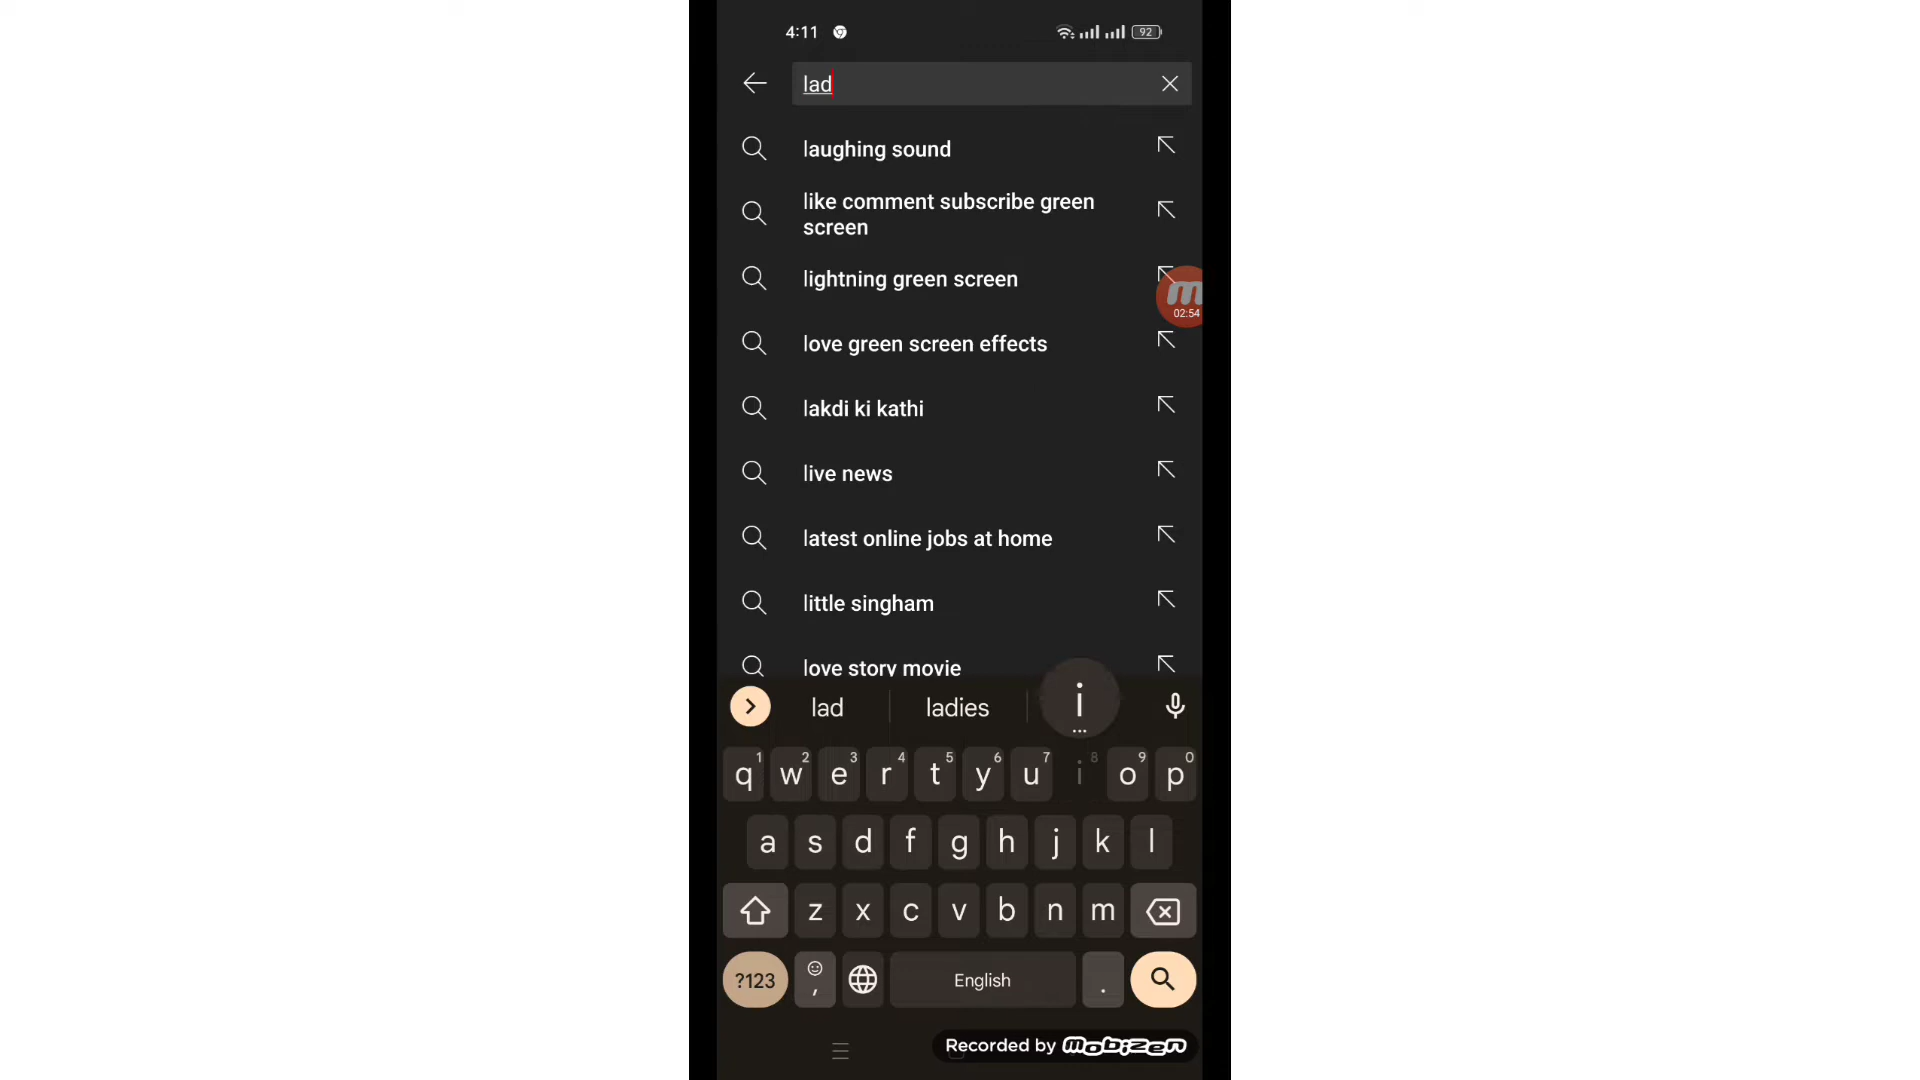 4:11
92
lad
laughing sound
like comment subscribe green
screen
lightning green screen
02:54
love green screen effects
lakdi ki kathi
live news
latest online jobs at home
little singham
love story movie
lad
ladies
i
...
q1 w2 e3 r4 t5 y6 u7 i8 o9 p0
a s d f g h j k l
z x c v b n m
?123 , English .
Recorded by mobizen